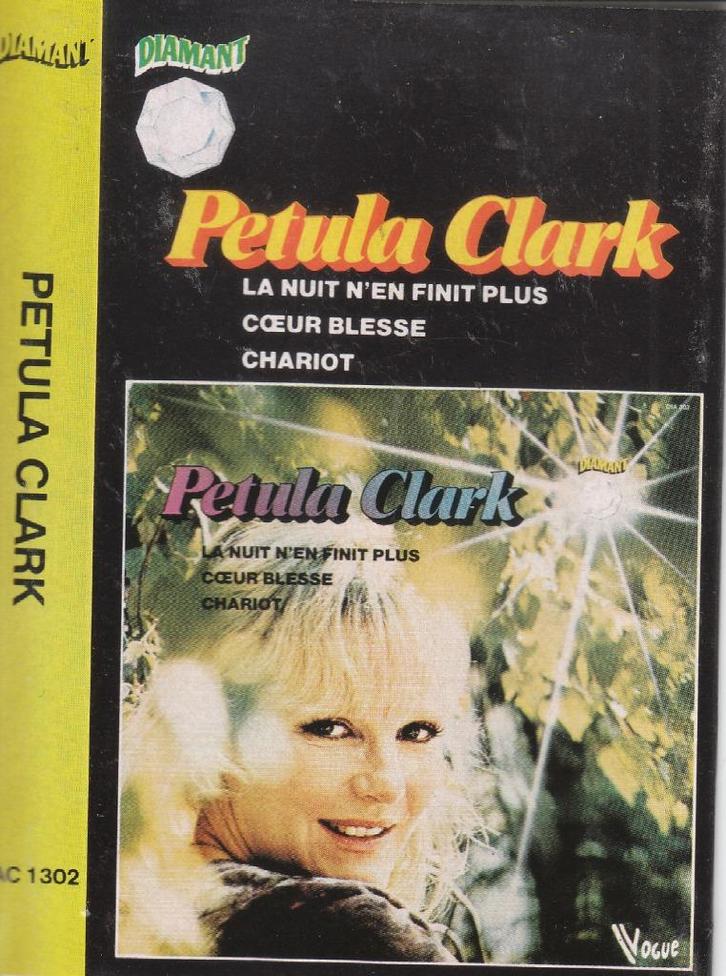 DIAMANT
PETULA CLARK
AC 1302
DIAMANT
Petula Clark
LA NUIT N'EN FINIT PLUS
CŒUR BLESSE
CHARIOT
DIAMANT
Petula Clark
LA NUIT N'EN FINIT PLUS
CŒUR BLESSE
CHARIOT
VOGUE